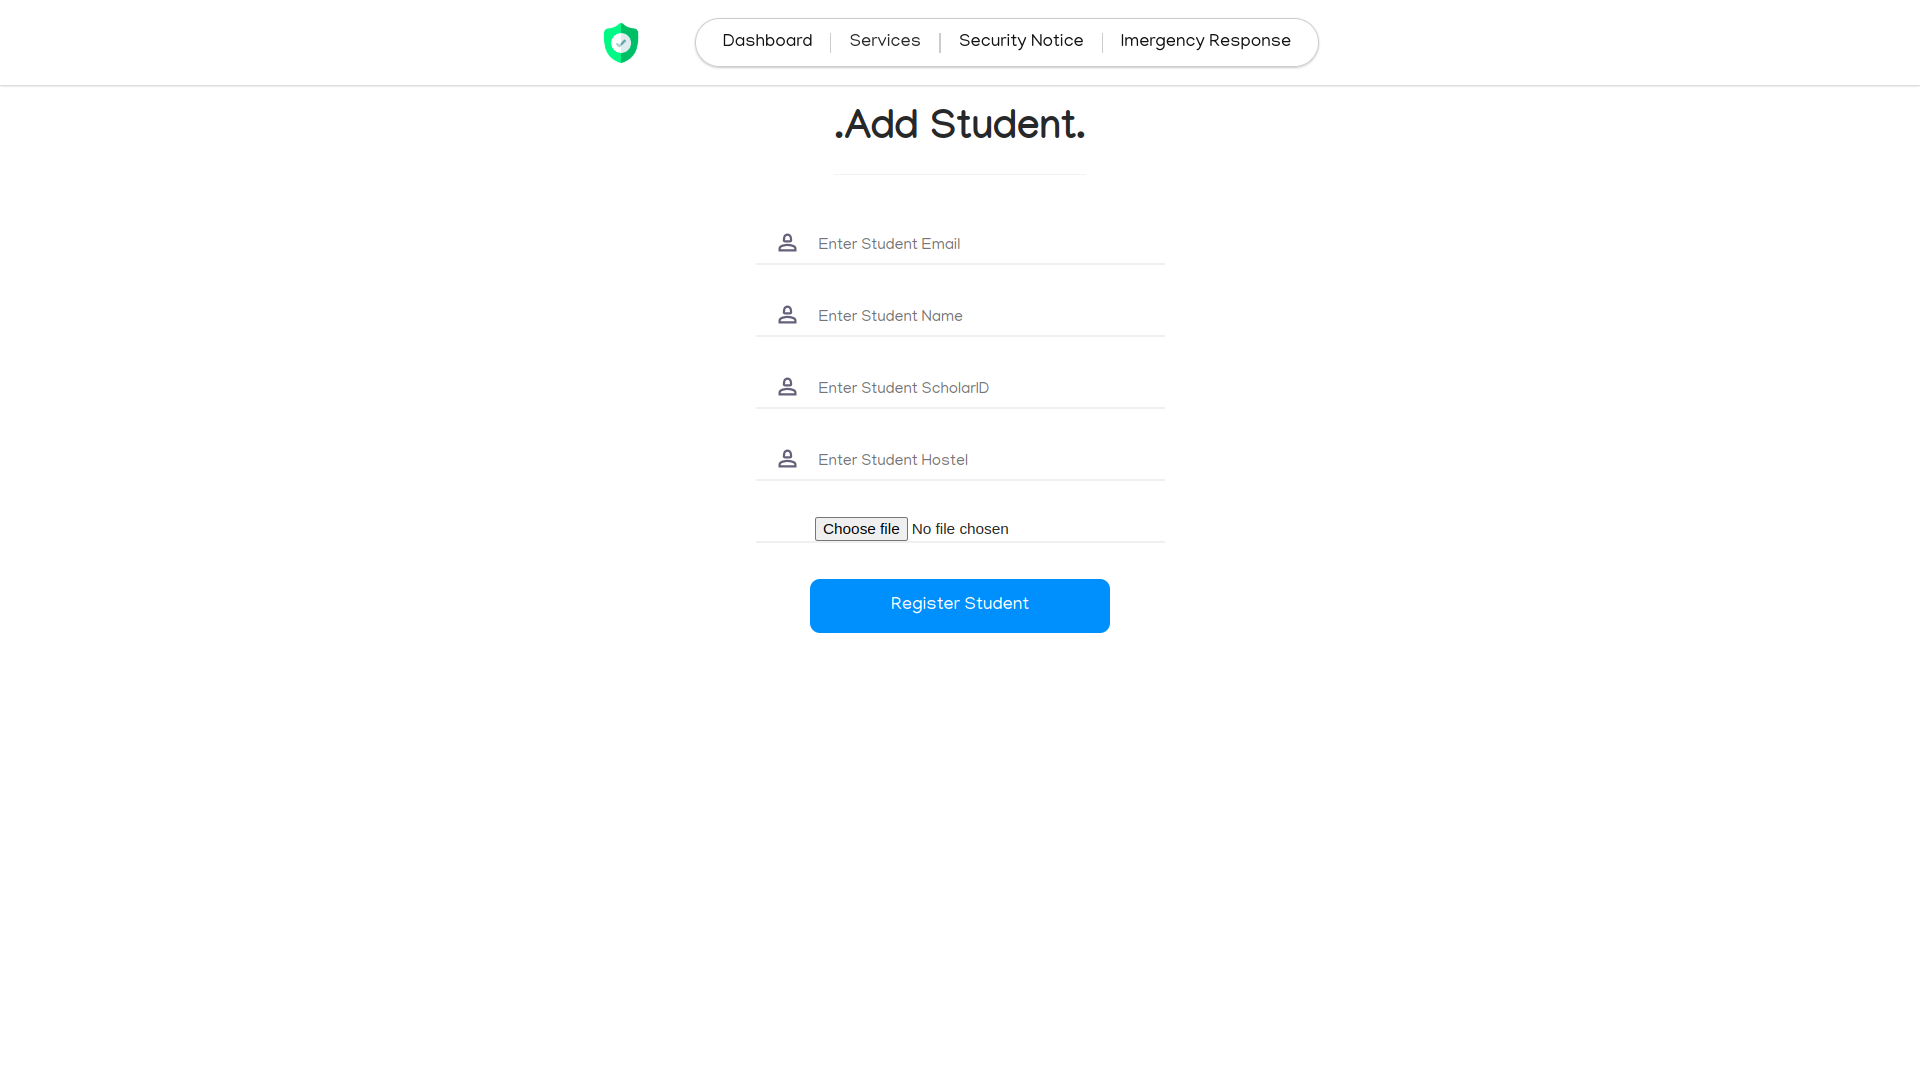 Dashboard Services Security Notice Imergency Response
.Add Student.
Enter Student Email
Enter Student Name
Enter Student ScholarID
Enter Student Hostel
Choose file No file chosen
Register Student